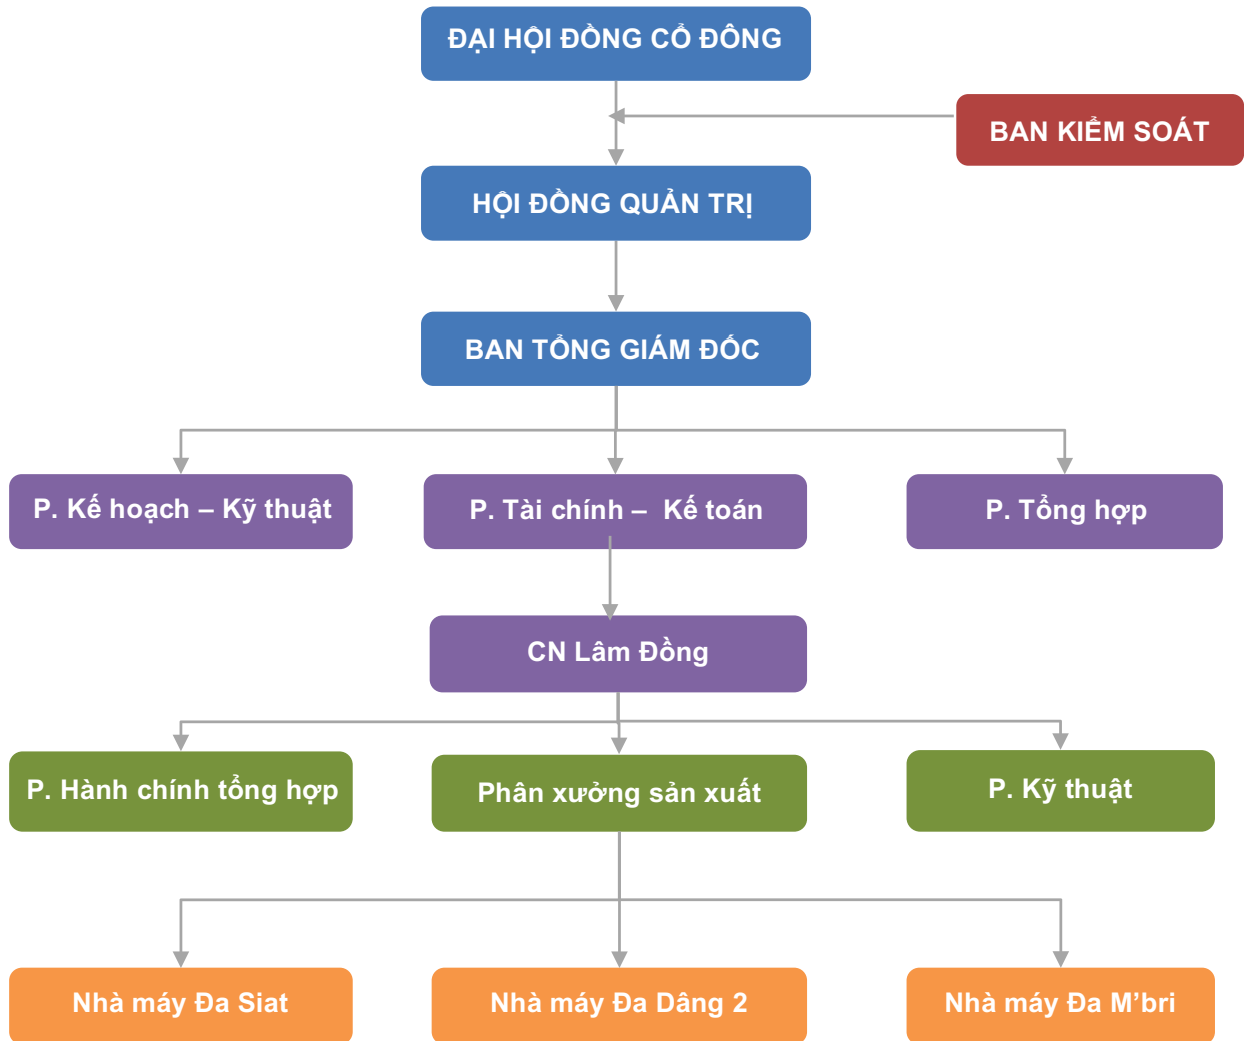 ĐẠI HỘI ĐỒNG CỔ ĐÔNG
BAN KIỂM SOÁT
HỘI ĐỒNG QUẢN TRỊ
BAN TỔNG GIÁM ĐỐC
P. Kế hoạch – Kỹ thuật
P. Tài chính – Kế toán
P. Tổng hợp
CN Lâm Đồng
P. Hành chính tổng hợp
Phân xưởng sản xuất
P. Kỹ thuật
Nhà máy Đa Siat
Nhà máy Đa Dâng 2
Nhà máy Đa M’bri